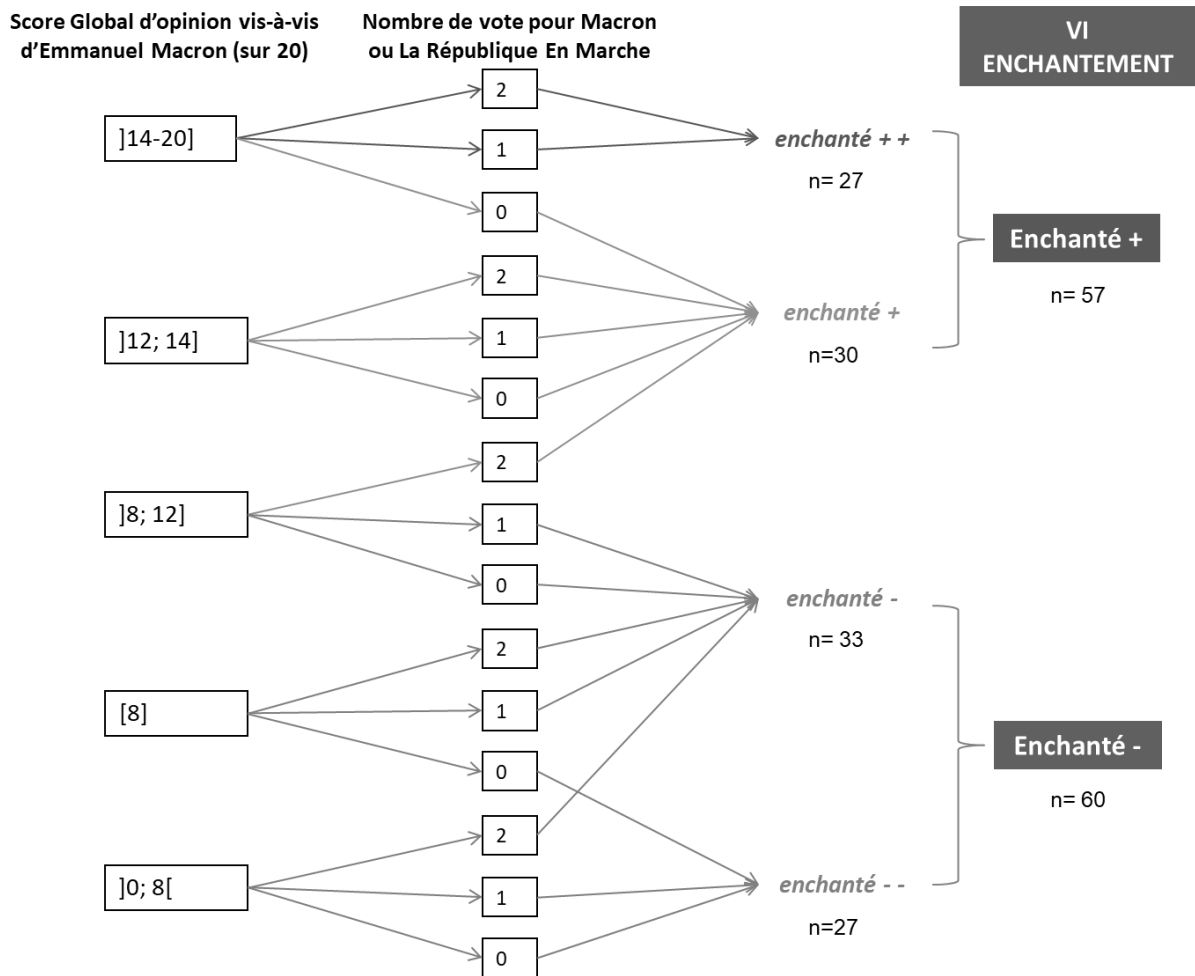 Score Global d’opinion vis-à-vis
d’Emmanuel Macron (sur 20)
Nombre de vote pour Macron
ou La République En Marche
VI
ENCHANTEMENT
]14-20]
2
1
0
enchanté + +
n= 27
]12; 14]
2
1
0
enchanté +
n=30
Enchanté +
n= 57
]8; 12]
2
1
0
enchanté -
n= 33
[8]
2
1
0
]0; 8[
2
1
0
enchanté - -
n=27
Enchanté -
n= 60